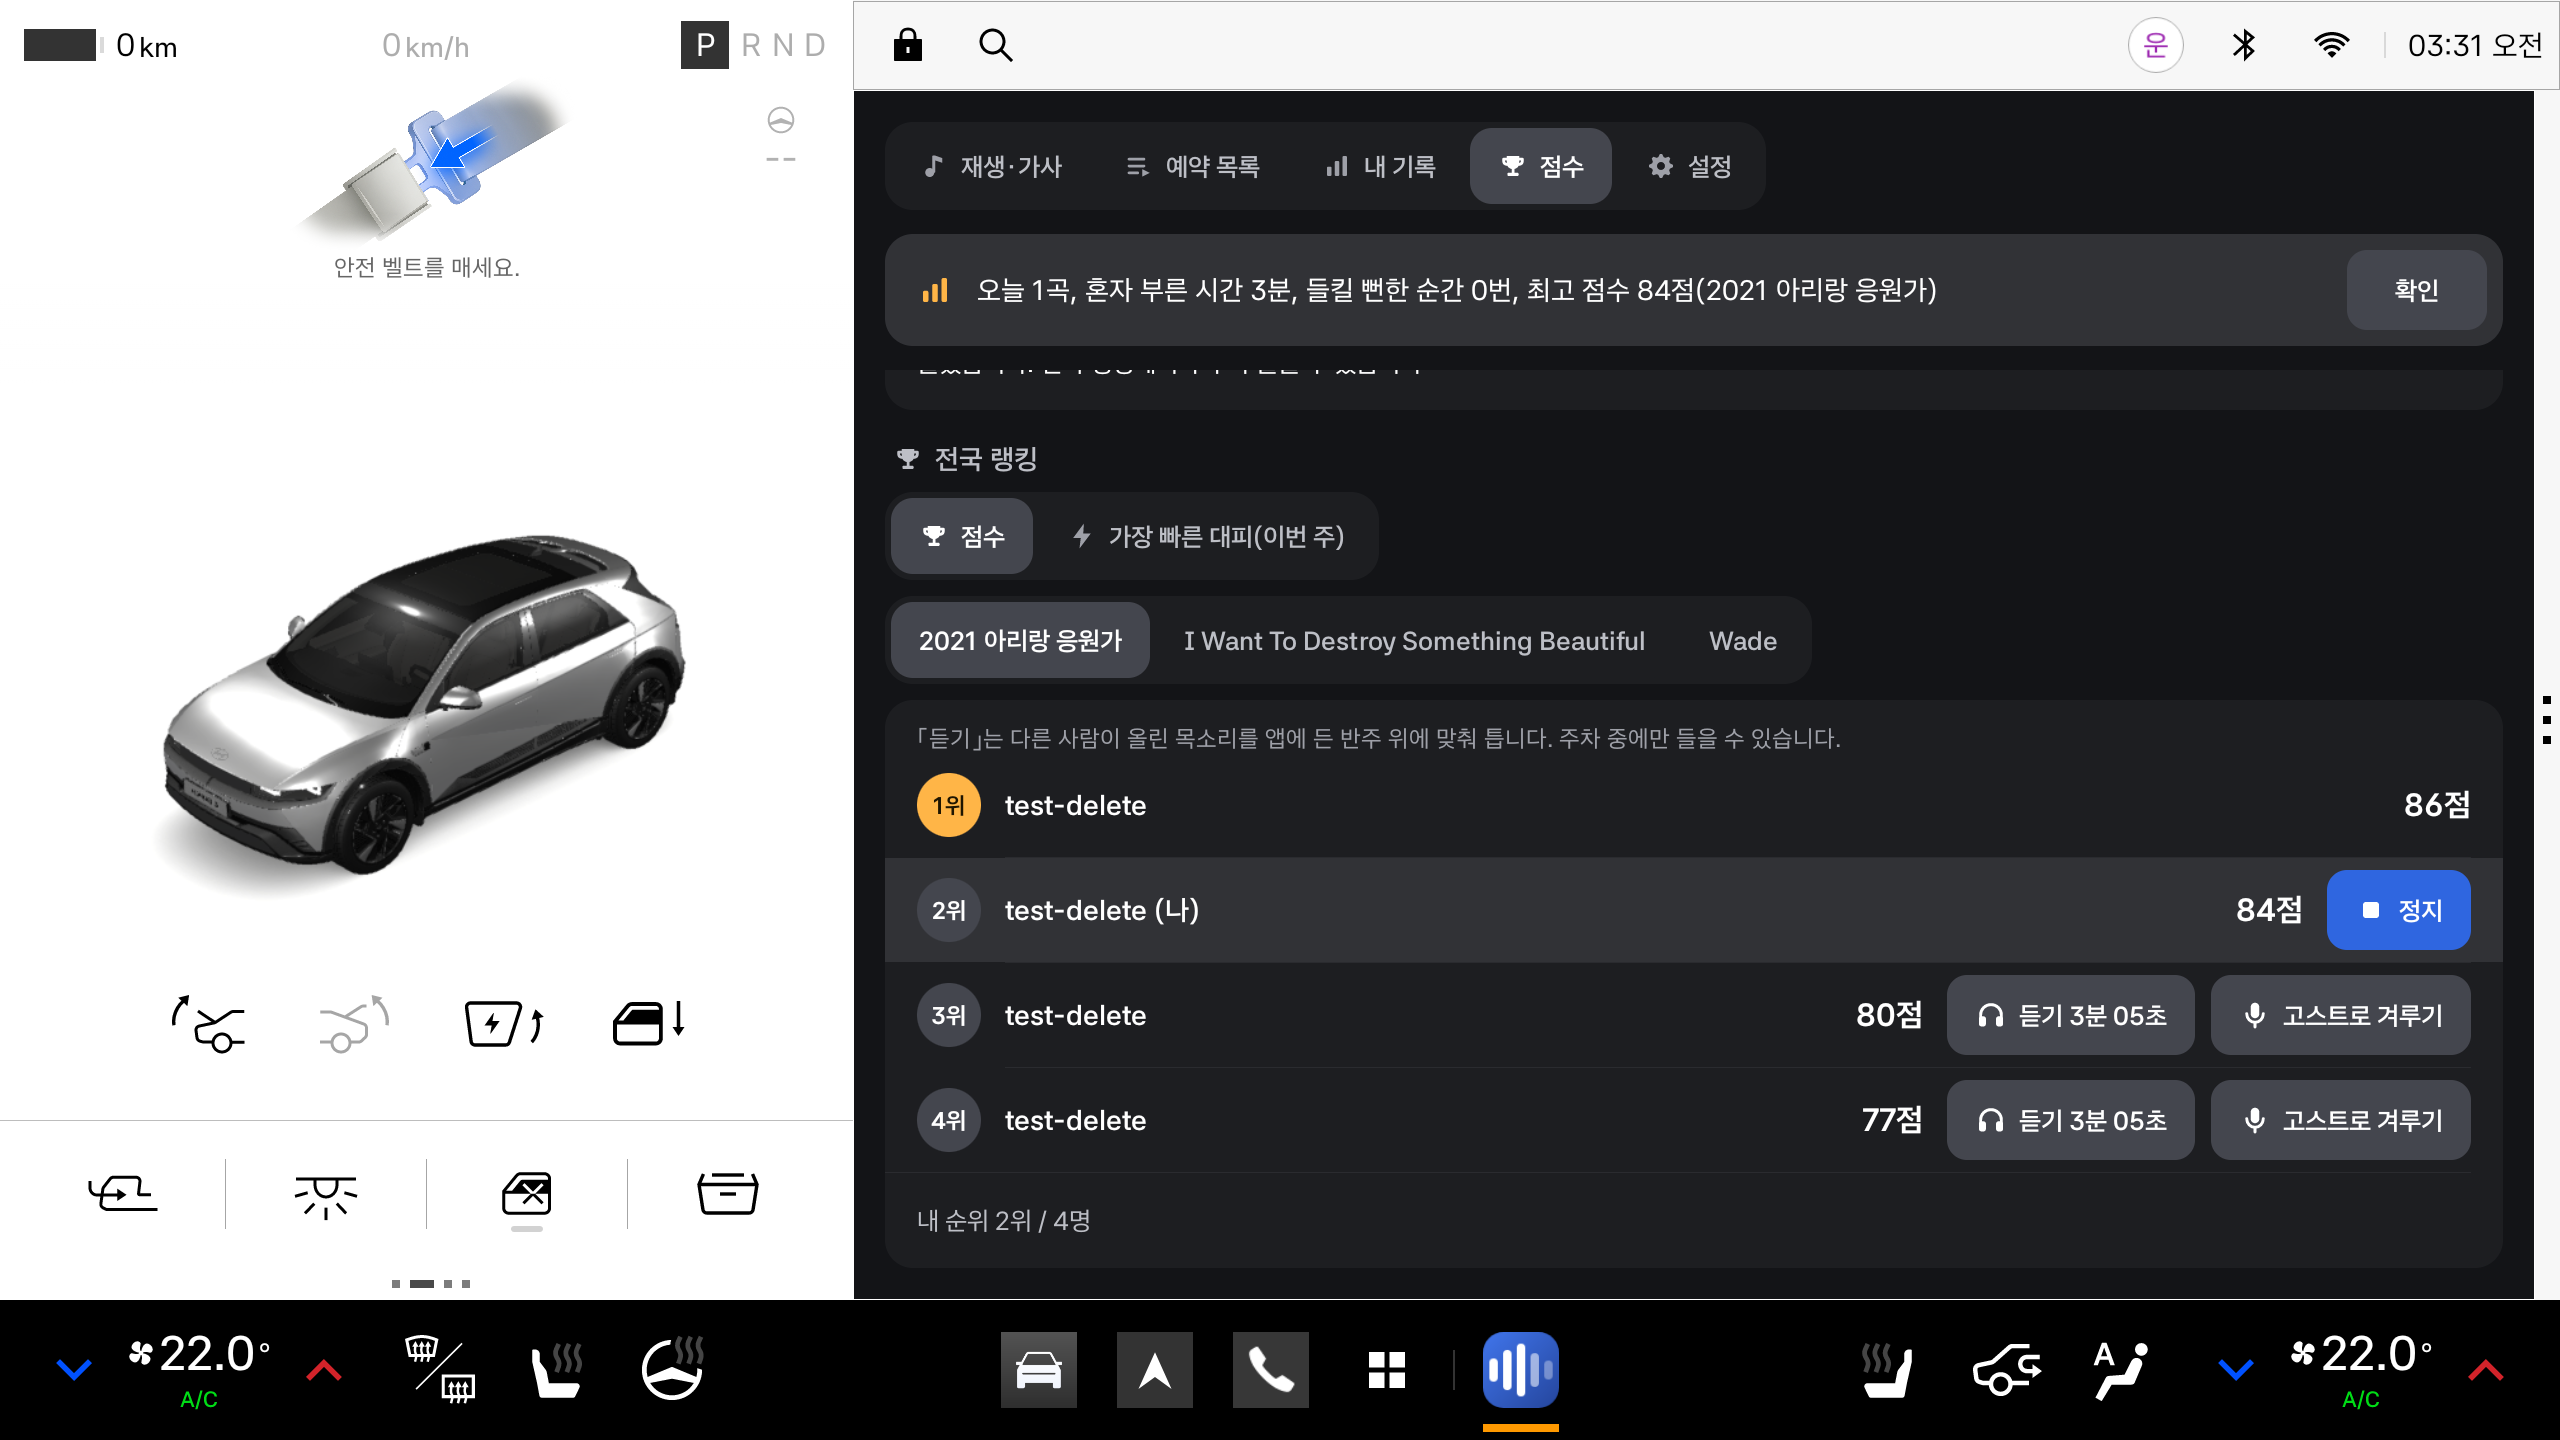 0 km
0 km/h
P R N D
운
03:31 오전
안전 벨트를 매세요.
재생·가사
예약 목록
내 기록
점수
설정
오늘 1곡, 혼자 부른 시간 3분, 들킬 뻔한 순간 0번, 최고 점수 84점(2021 아리랑 응원가)
확인
전국 랭킹
점수
가장 빠른 대피(이번 주)
2021 아리랑 응원가
I Want To Destroy Something Beautiful
Wade
「듣기」는 다른 사람이 올린 목소리를 앱에 든 반주 위에 맞춰 틉니다. 주차 중에만 들을 수 있습니다.
1위 test-delete 86점
2위 test-delete (나) 84점 정지
3위 test-delete 80점 듣기 3분 05초 고스트로 겨루기
4위 test-delete 77점 듣기 3분 05초 고스트로 겨루기
내 순위 2위 / 4명
22.0°
A/C
A
22.0°
A/C